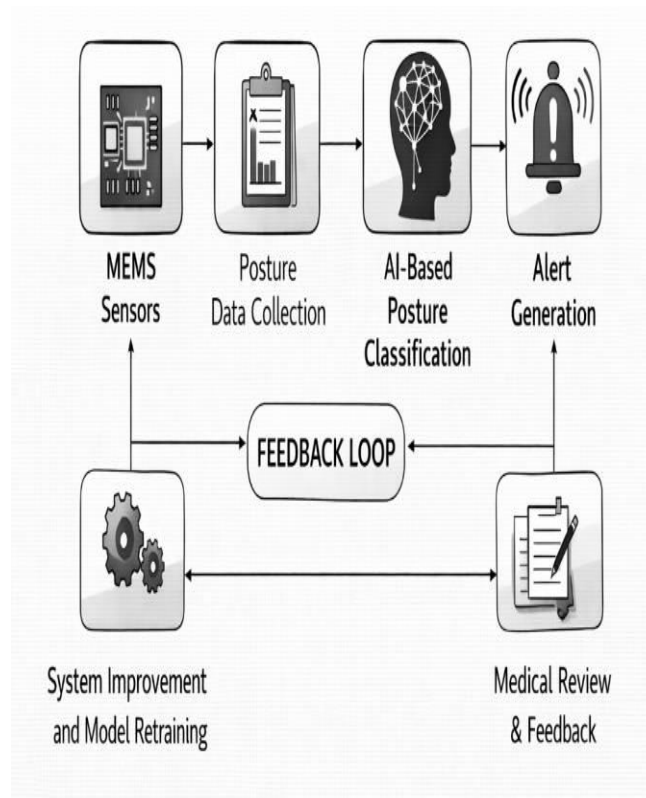 MEMS
Sensors
Posture
Data Collection
AI-Based
Posture
Classification
Alert
Generation
FEEDBACK LOOP
System Improvement
and Model Retraining
Medical Review
& Feedback